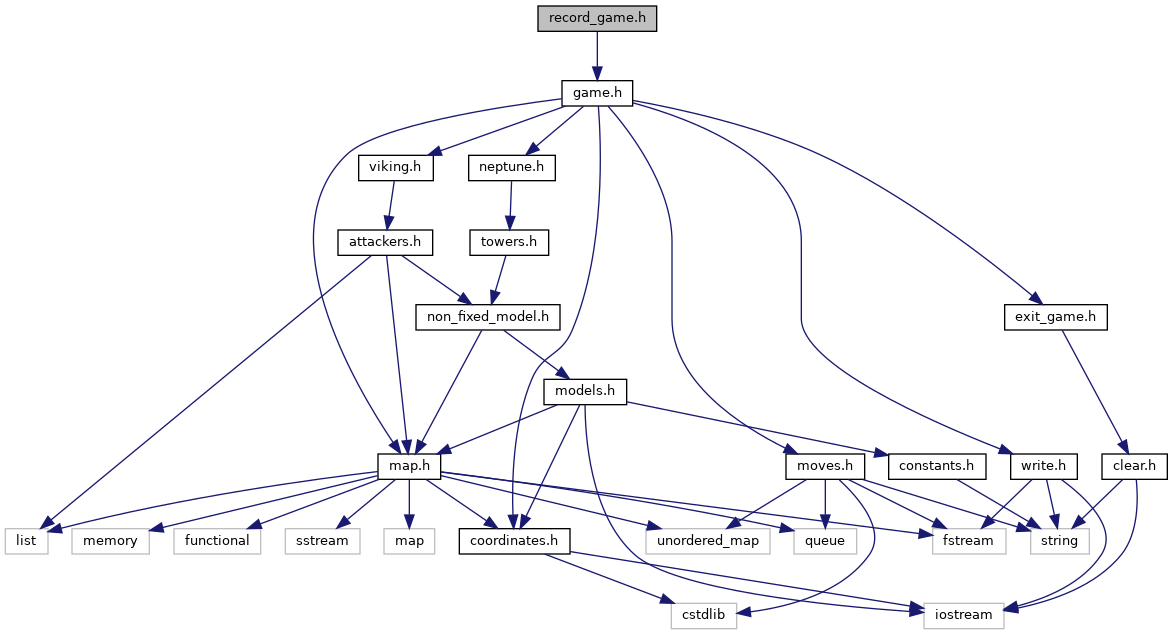 record_game.h
game.h
viking.h
neptune.h
attackers.h
towers.h
non_fixed_model.h
exit_game.h
models.h
map.h
moves.h
constants.h
write.h
clear.h
list
memory
functional
sstream
map
coordinates.h
unordered_map
queue
fstream
string
cstdlib
iostream